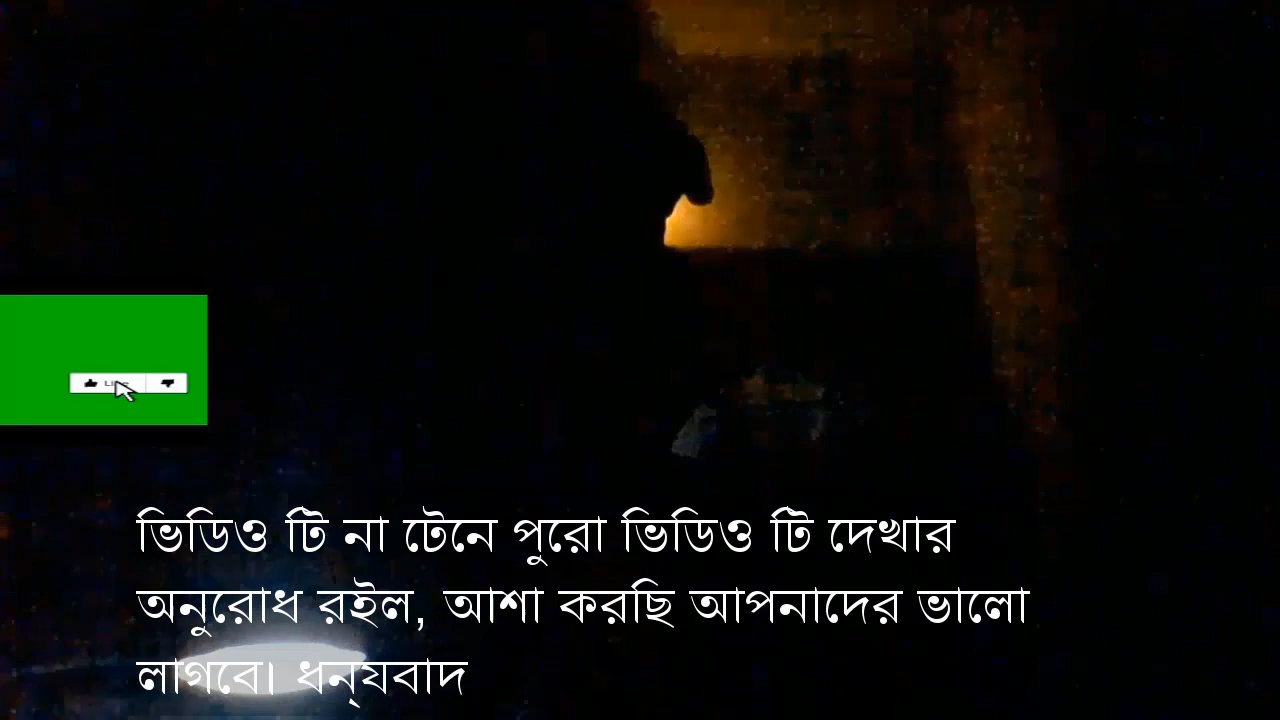 ভিডিও টি না টেনে পুরো ভিডিও টি দেখার
অনুরোধ রইল, আশা করছি আপনাদের ভালো
লাগবে। ধন্‌যবাদ